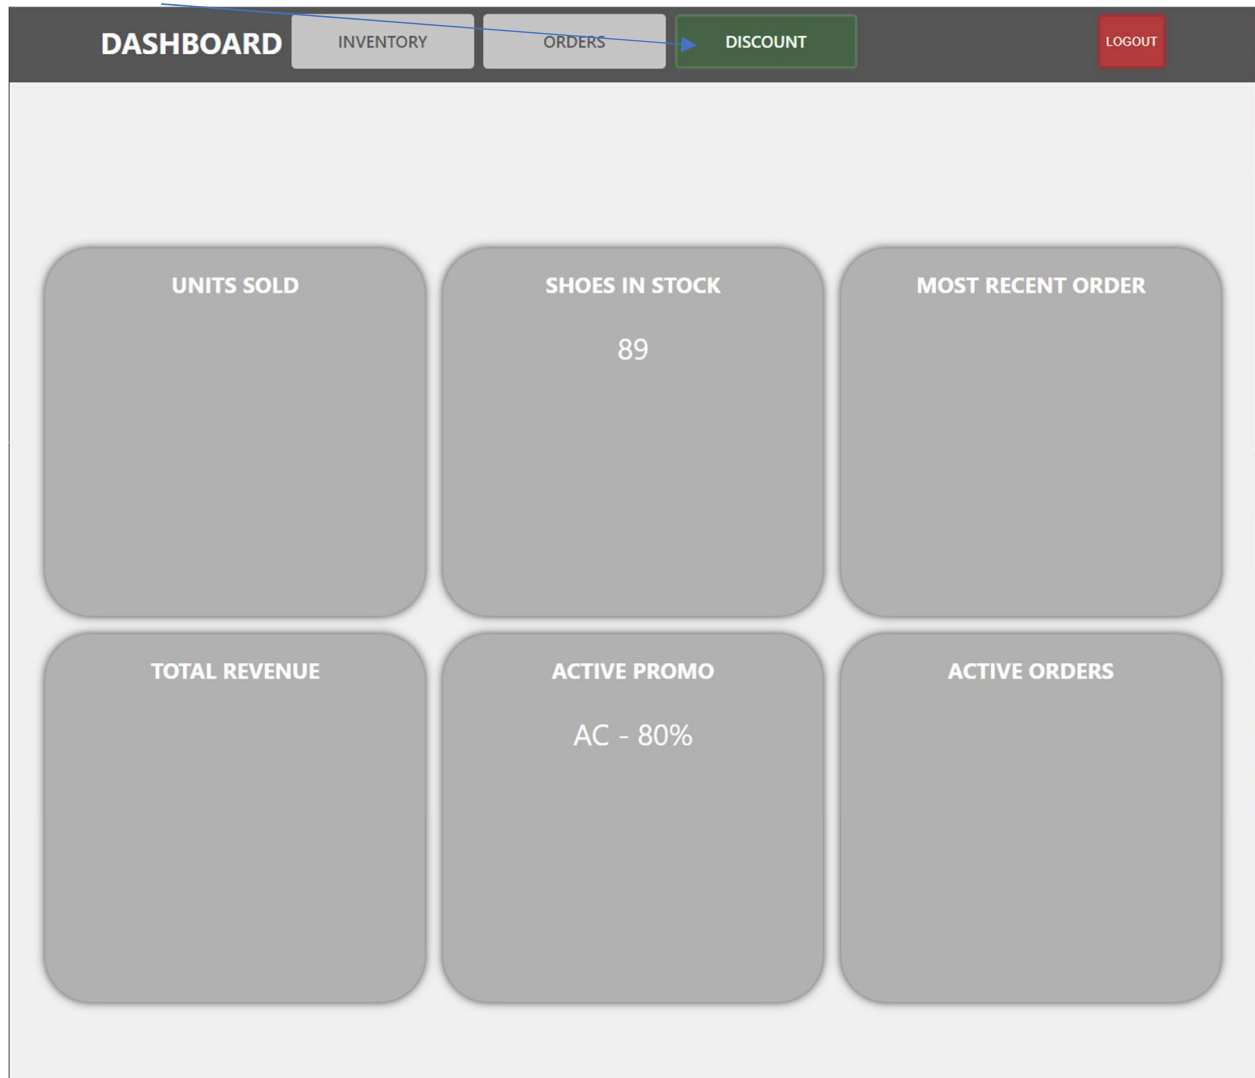 DASHBOARD INVENTORY ORDERS DISCOUNT LOGOUT
UNITS SOLD
SHOES IN STOCK
89
MOST RECENT ORDER
TOTAL REVENUE
ACTIVE PROMO
AC - 80%
ACTIVE ORDERS